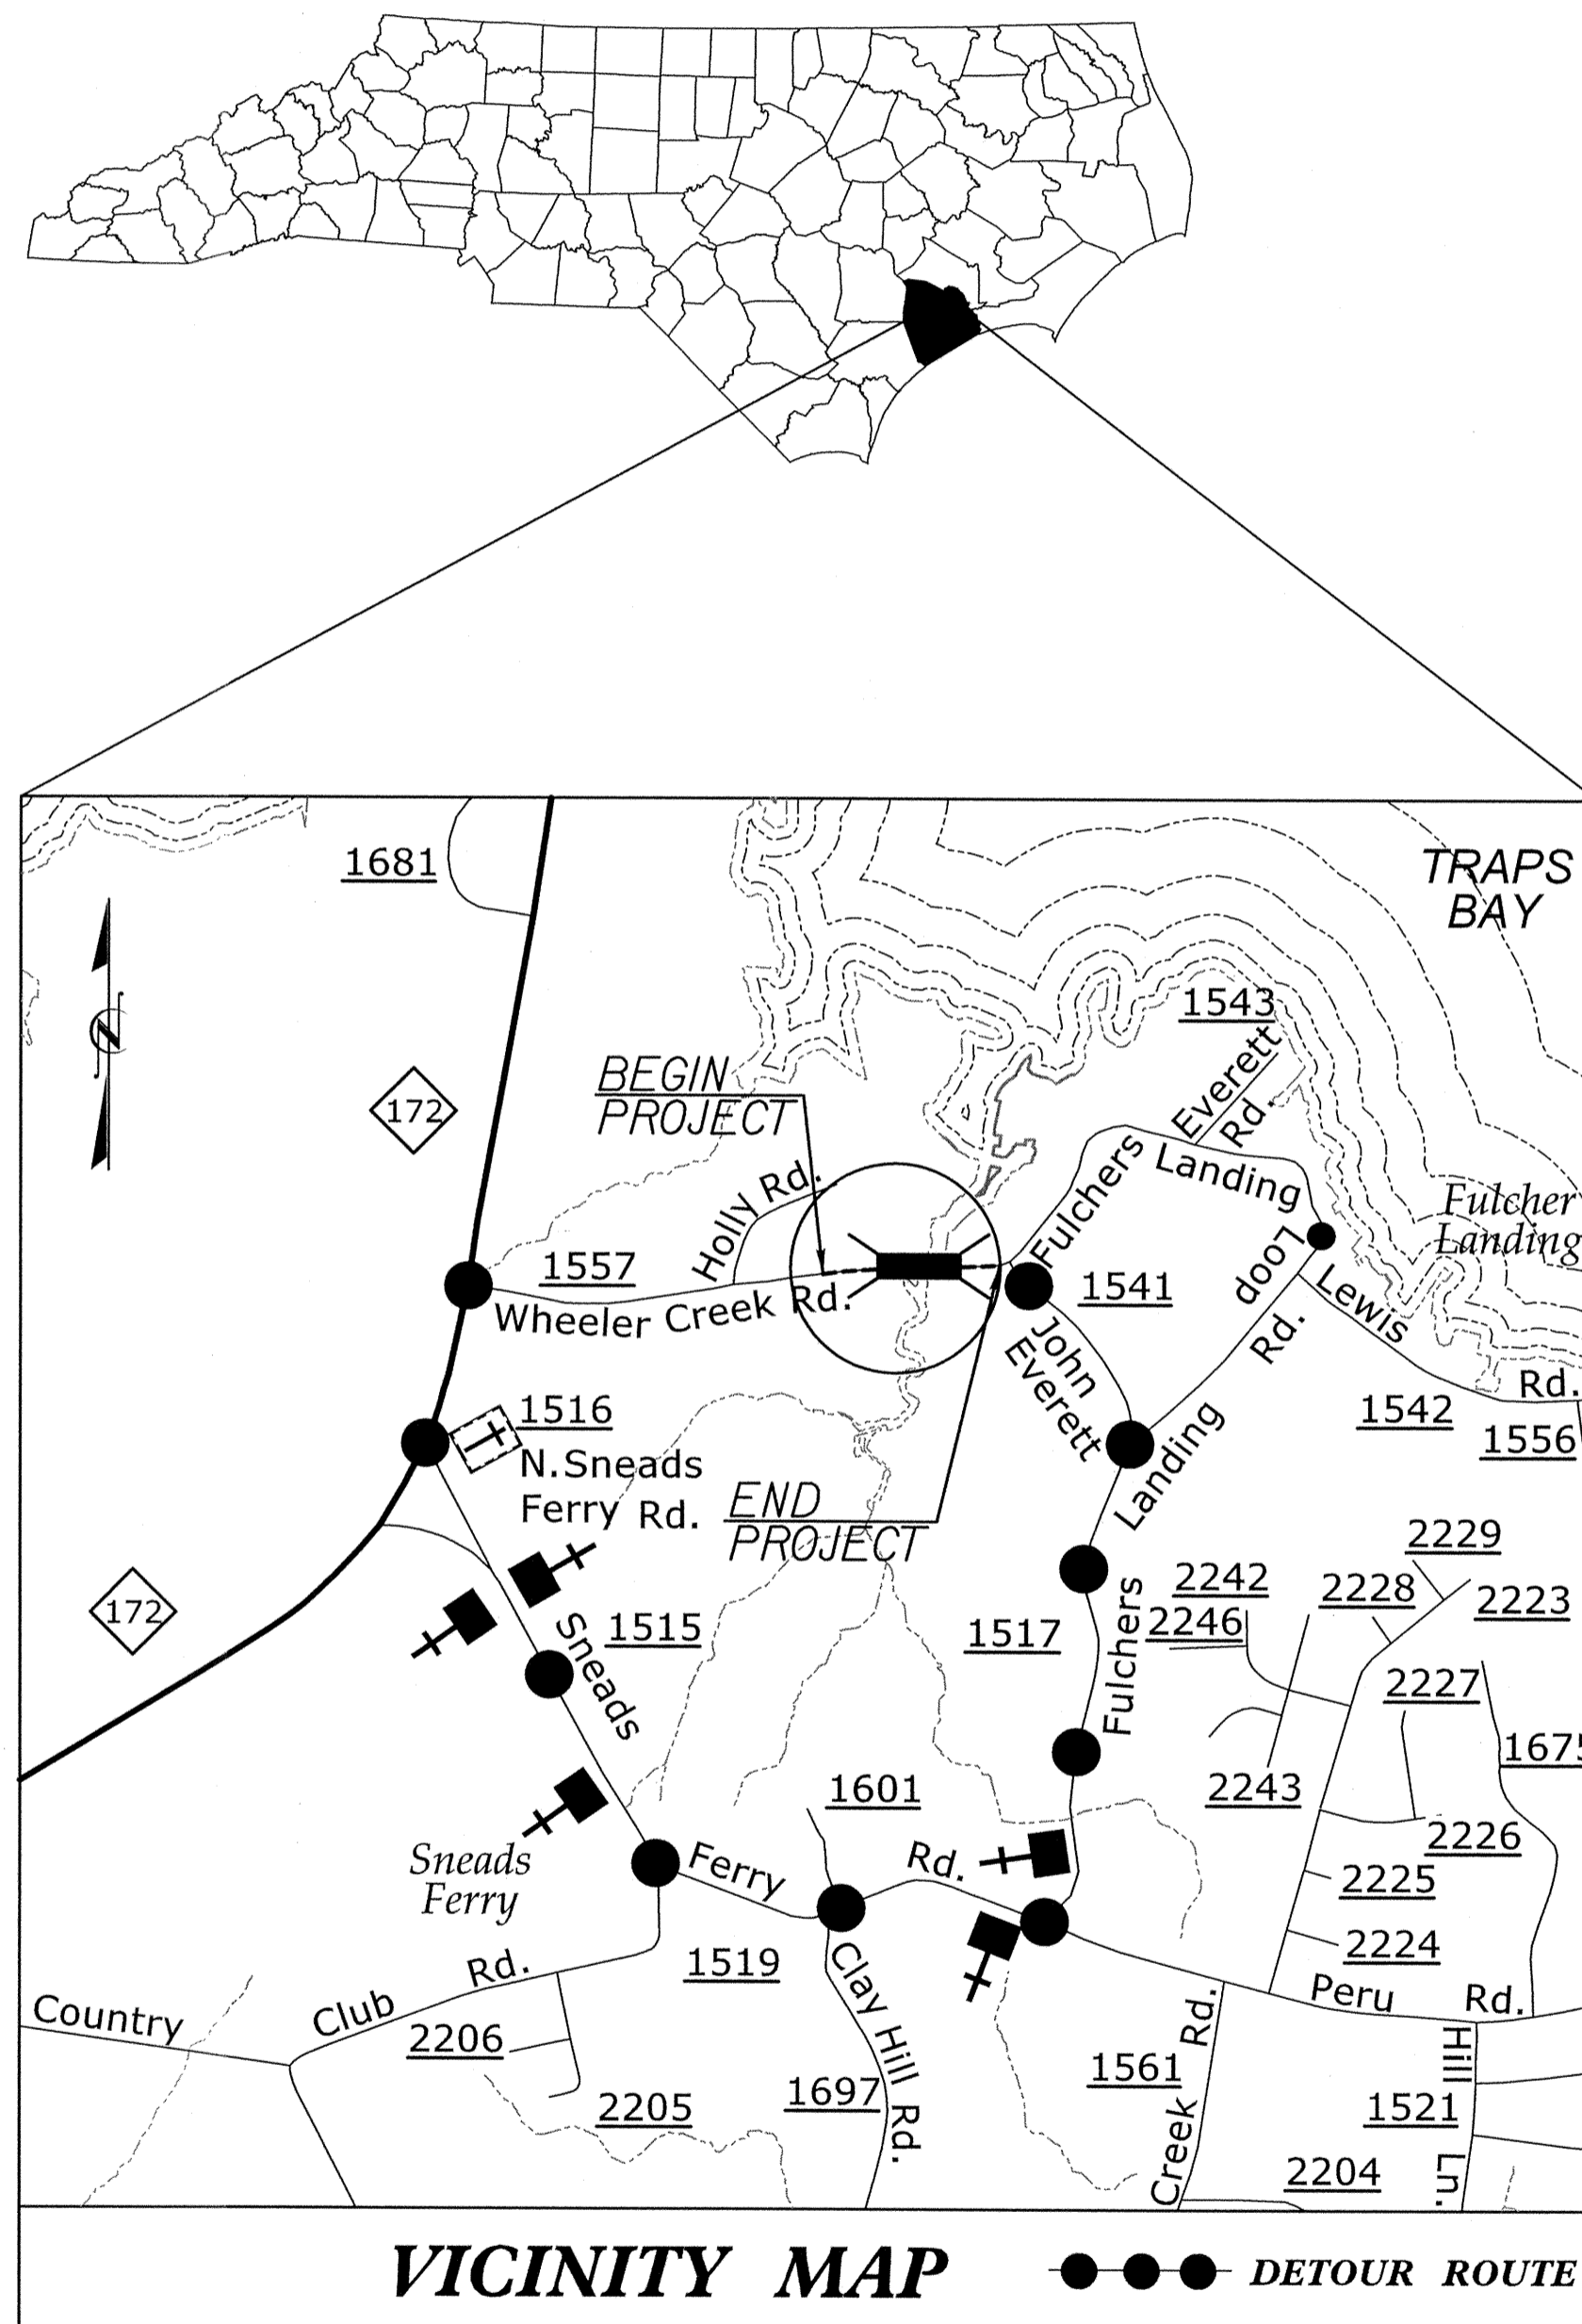 TRAPS
BAY
1681
1543
Everett
Rd.
172
BEGIN
PROJECT
Holly Rd.
Fulchers
Landing
Loop
Rd.
Fulcher
Landing
1557
Wheeler Creek Rd.
1541
John
Everett
Lewis
Rd.
1542
1556
1516
N.Sneads
Ferry Rd.
END
PROJECT
Landing
Fulchers
172
1515
Sneads
1517
2229
2242
2228
2223
2246
2227
2243
1601
2226
Sneads
Ferry
Ferry
Rd.
2225
2224
1519
Peru Rd.
Country
Club
Rd.
2206
2205
1697
Clay Hill Rd.
1561
Creek Rd.
Hill
Ln.
1521
2204
VICINITY MAP
DETOUR ROUTE